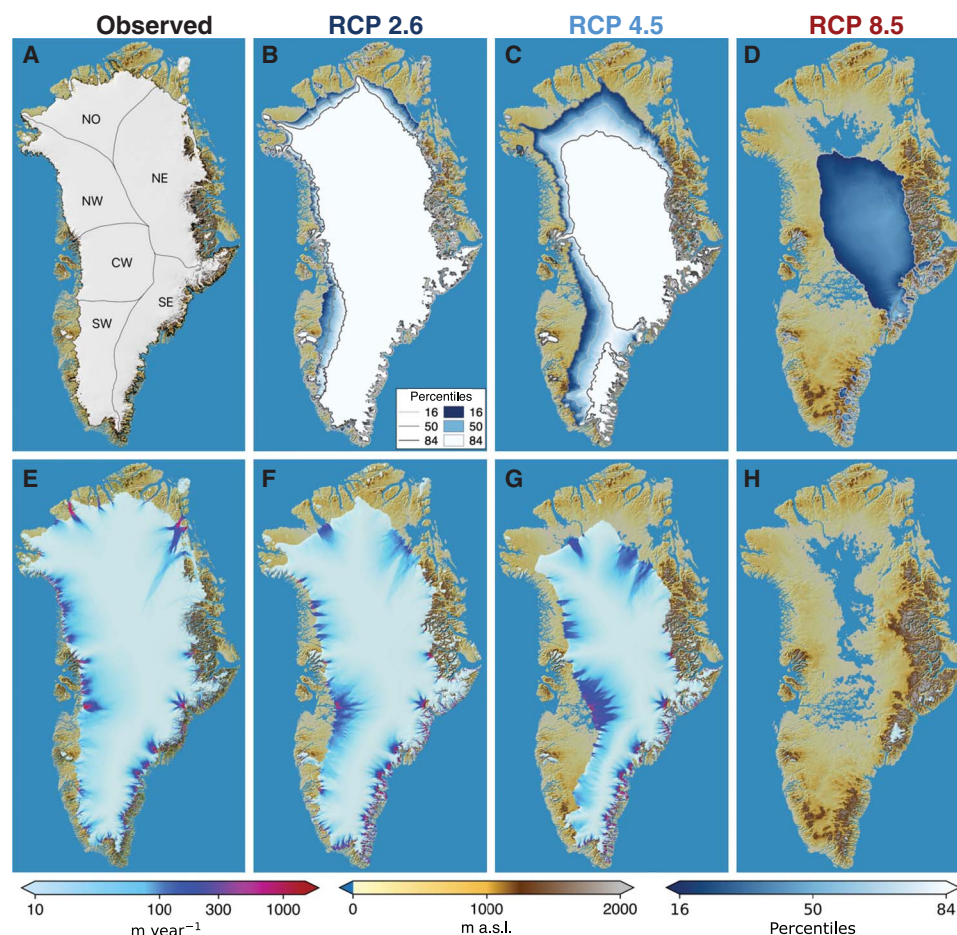 Observed RCP 2.6 RCP 4.5 RCP 8.5
A B C D
NO
NE
NW
CW
SE
SW
Percentiles
16 16
50 50
84 84
E F G H
10 100 300 1000
m year⁻¹
0 1000 2000
m a.s.l.
16 50 84
Percentiles